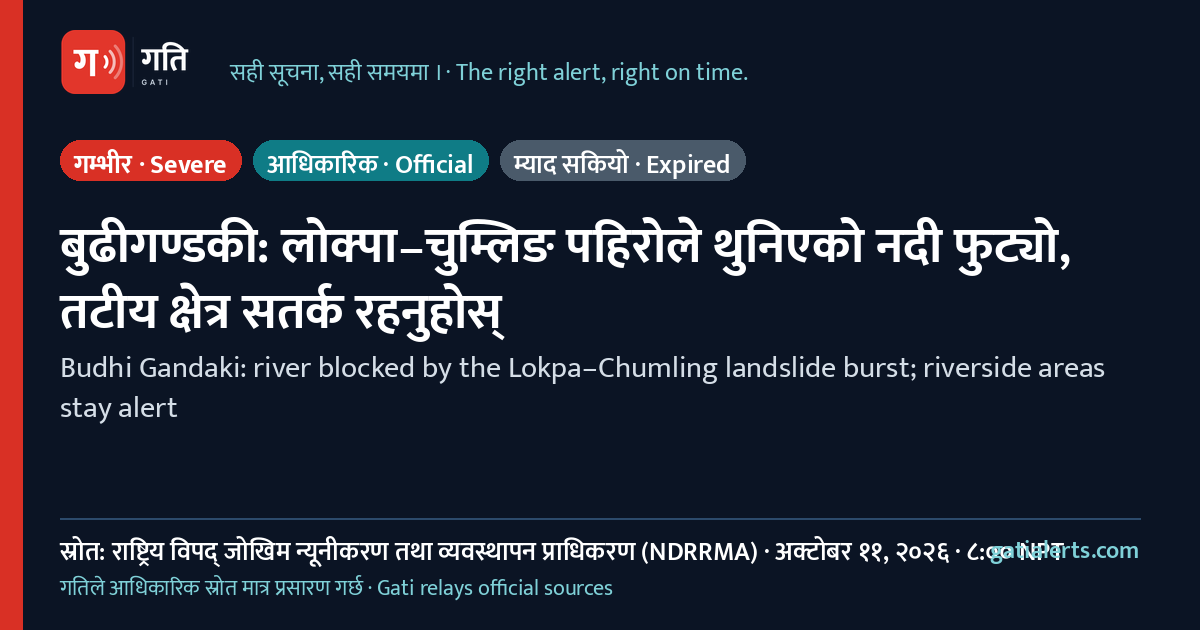 ग गति
GATI
सही सूचना, सही समयमा । · The right alert, right on time.
गम्भीर · Severe
आधिकारिक · Official
म्याद सकियो · Expired
बुढीगण्डकी: लोक्पा–चुम्लिङ पहिरोले थुनिएको नदी फुट्यो,
तटीय क्षेत्र सतर्क रहनुहोस्
Budhi Gandaki: river blocked by the Lokpa–Chumling landslide burst; riverside areas
stay alert
स्रोत: राष्ट्रिय विपद् जोखिम न्यूनीकरण तथा व्यवस्थापन प्राधिकरण (NDRRMA) · अक्टोबर ११, २०२६ · ८:०० NPT
gatialerts.com
गतिले आधिकारिक स्रोत मात्र प्रसारण गर्छ · Gati relays official sources